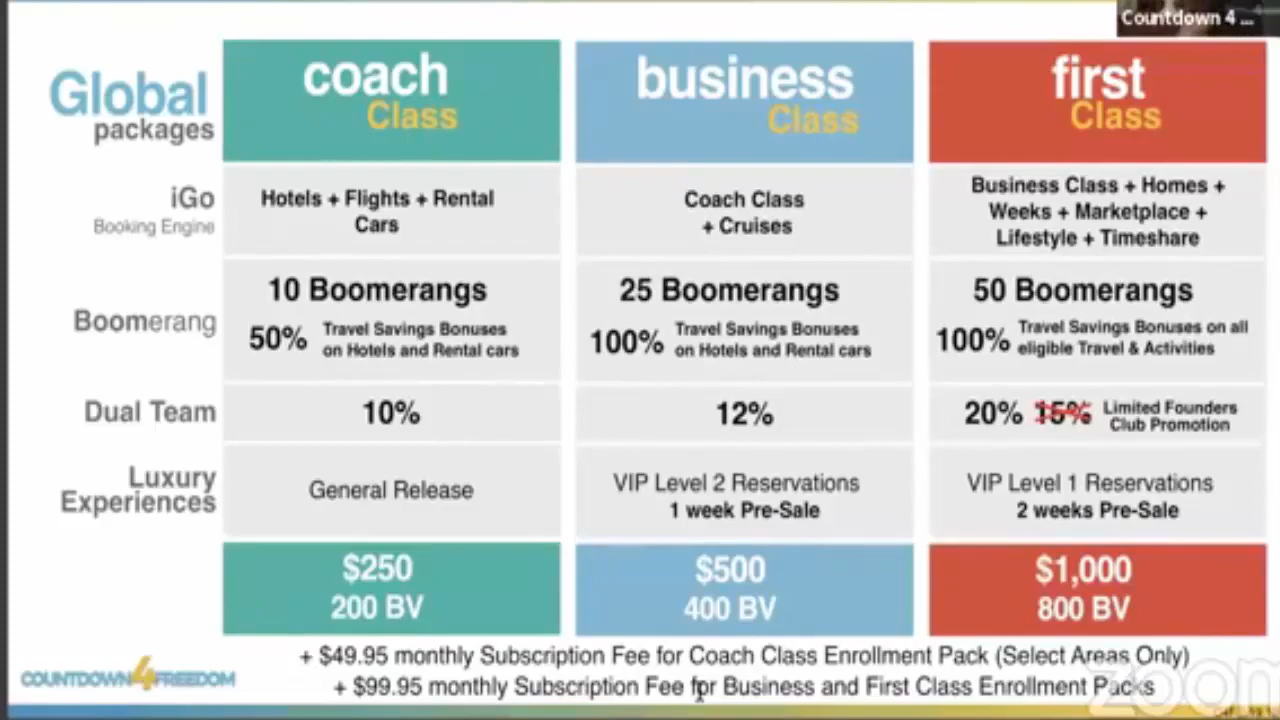 Countdown 4 ...
Global
packages
coach
Class
business
Class
first
Class
iGo
Booking Engine
Hotels + Flights + Rental
Cars
Coach Class
+ Cruises
Business Class + Homes +
Weeks + Marketplace +
Lifestyle + Timeshare
Boomerang
10 Boomerangs
50% Travel Savings Bonuses
on Hotels and Rental cars
25 Boomerangs
100% Travel Savings Bonuses
on Hotels and Rental cars
50 Boomerangs
100% Travel Savings Bonuses on all
eligible Travel & Activities
Dual Team
10%
12%
20% 15% Limited Founders
Club Promotion
Luxury
Experiences
General Release
VIP Level 2 Reservations
1 week Pre-Sale
VIP Level 1 Reservations
2 weeks Pre-Sale
$250
200 BV
$500
400 BV
$1,000
800 BV
+ $49.95 monthly Subscription Fee for Coach Class Enrollment Pack (Select Areas Only)
+ $99.95 monthly Subscription Fee for Business and First Class Enrollment Packs
COUNTDOWN4FREEDOM
zoom